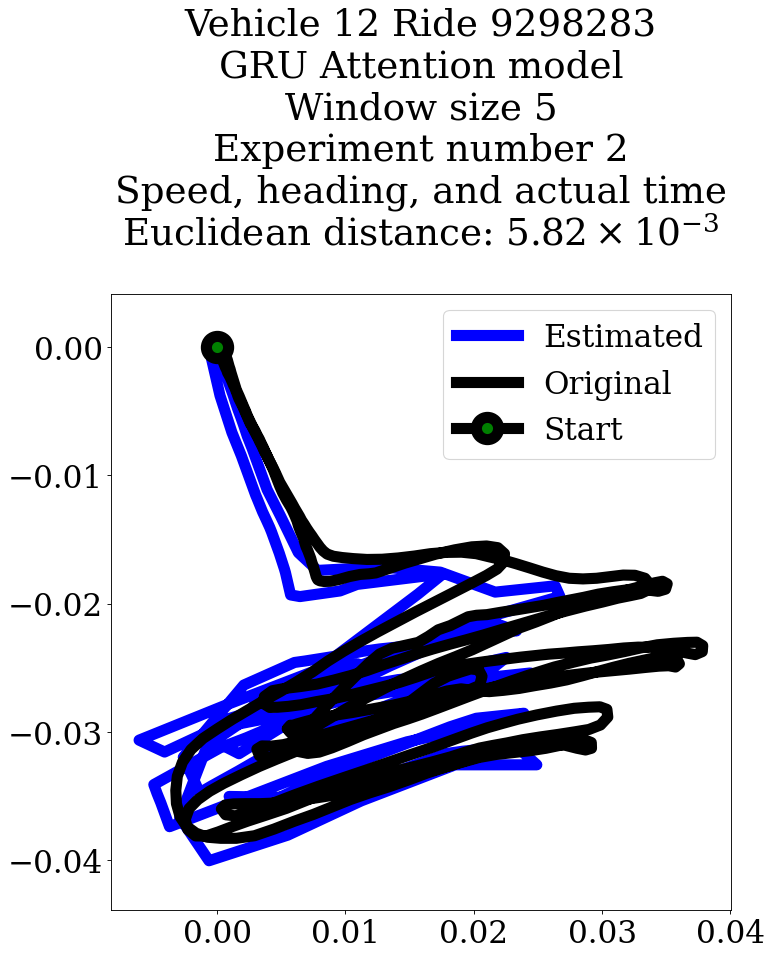 Vehicle 12 Ride 9298283
GRU Attention model
Window size 5
Experiment number 2
Speed, heading, and actual time
Euclidean distance: 5.82 × 10⁻³
Estimated
Original
Start
0.00
−0.01
−0.02
−0.03
−0.04
0.00 0.01 0.02 0.03 0.04